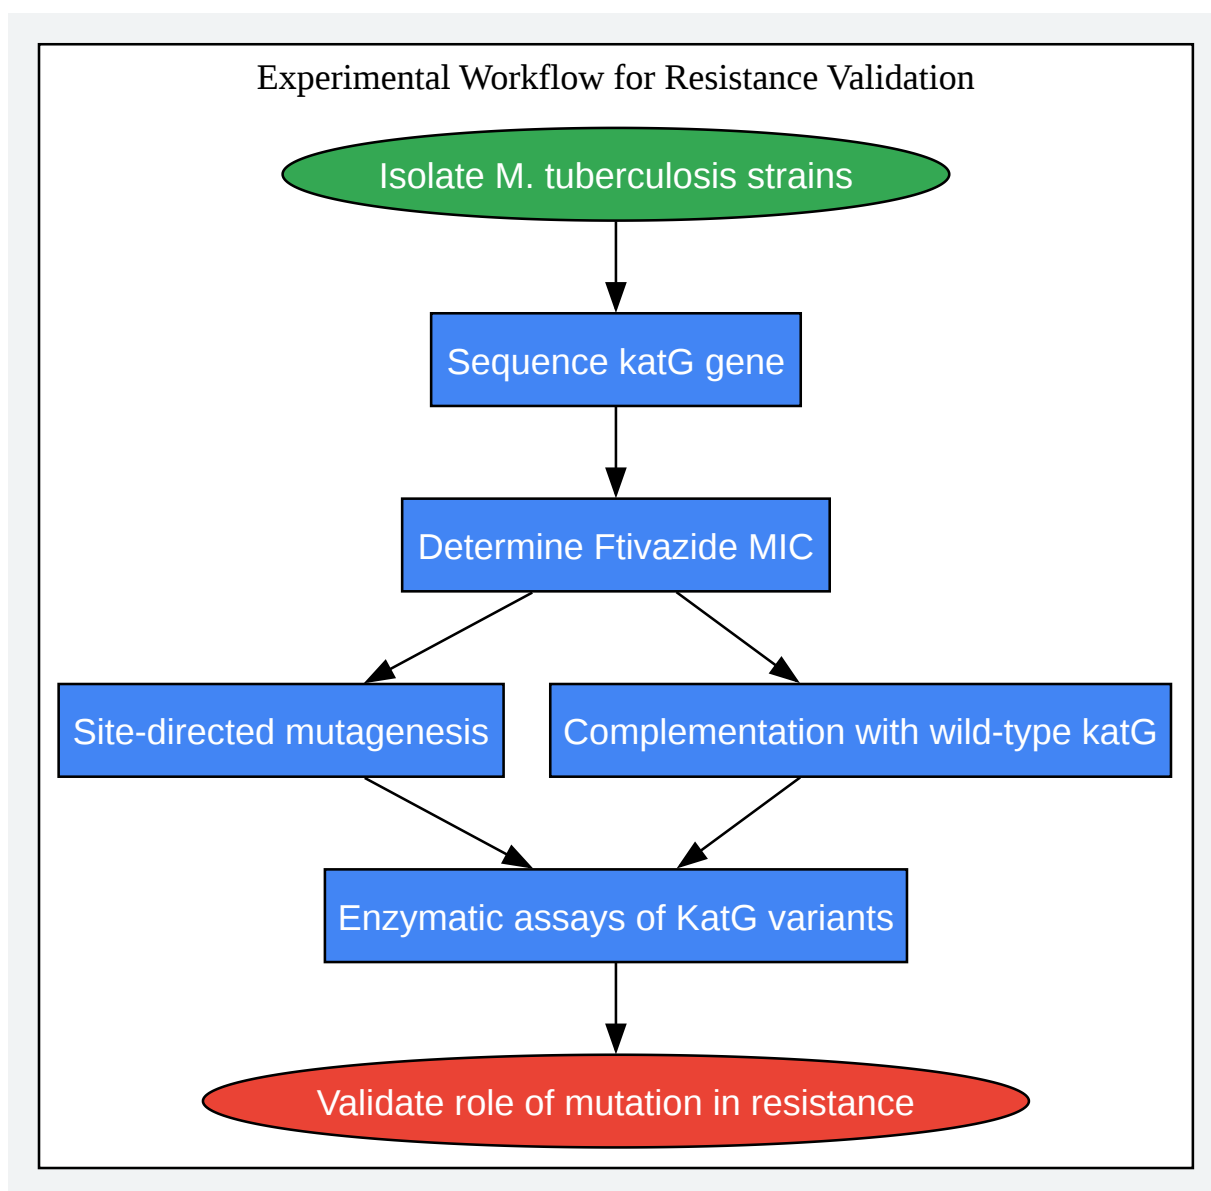 Experimental Workflow for Resistance Validation
Isolate M. tuberculosis strains
Sequence katG gene
Determine Ftivazide MIC
Site-directed mutagenesis
Complementation with wild-type katG
Enzymatic assays of KatG variants
Validate role of mutation in resistance